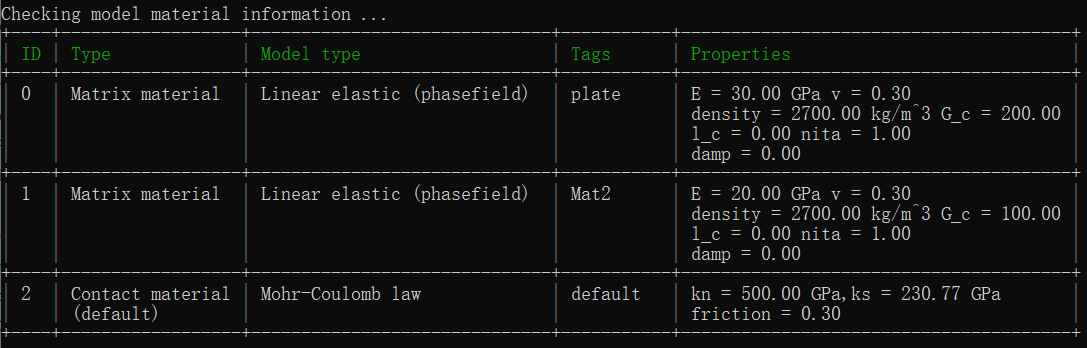 Checking model material information ...
ID Type Model type Tags Properties
0 Matrix material Linear elastic (phasefield) plate E = 30.00 GPa v = 0.30
density = 2700.00 kg/m^3 G_c = 200.00
l_c = 0.00 nita = 1.00
damp = 0.00
1 Matrix material Linear elastic (phasefield) Mat2 E = 20.00 GPa v = 0.30
density = 2700.00 kg/m^3 G_c = 100.00
l_c = 0.00 nita = 1.00
damp = 0.00
2 Contact material Mohr-Coulomb law default kn = 500.00 GPa,ks = 230.77 GPa
(default) friction = 0.30